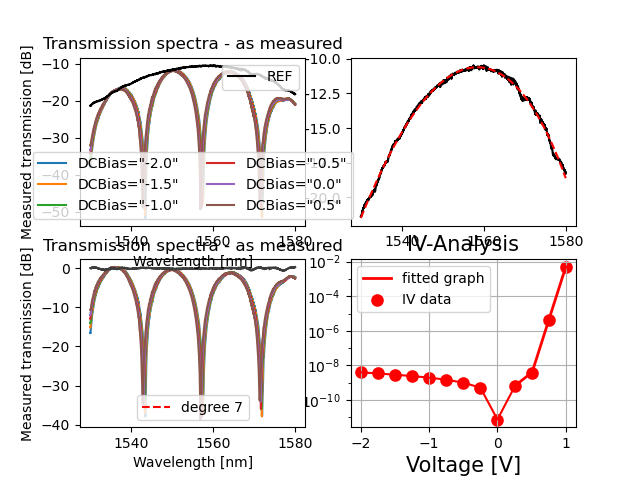 Transmission spectra - as measured
Measured transmission [dB]
−10
−20
−30
−40
−50
REF
DCBias="-2.0"
DCBias="-1.5"
DCBias="-1.0"
DCBias="-0.5"
DCBias="0.0"
DCBias="0.5"
1540
1560
1580
Wavelength [nm]
−10.0
−12.5
−15.0
1540
1560
1580
Transmission spectra - as measured
Measured transmission [dB]
0
−10
−20
−30
−40
degree 7
1540
1560
1580
Wavelength [nm]
IV-Analysis
fitted graph
IV data
10−2
10−4
10−6
10−8
10−10
−2
−1
0
1
Voltage [V]